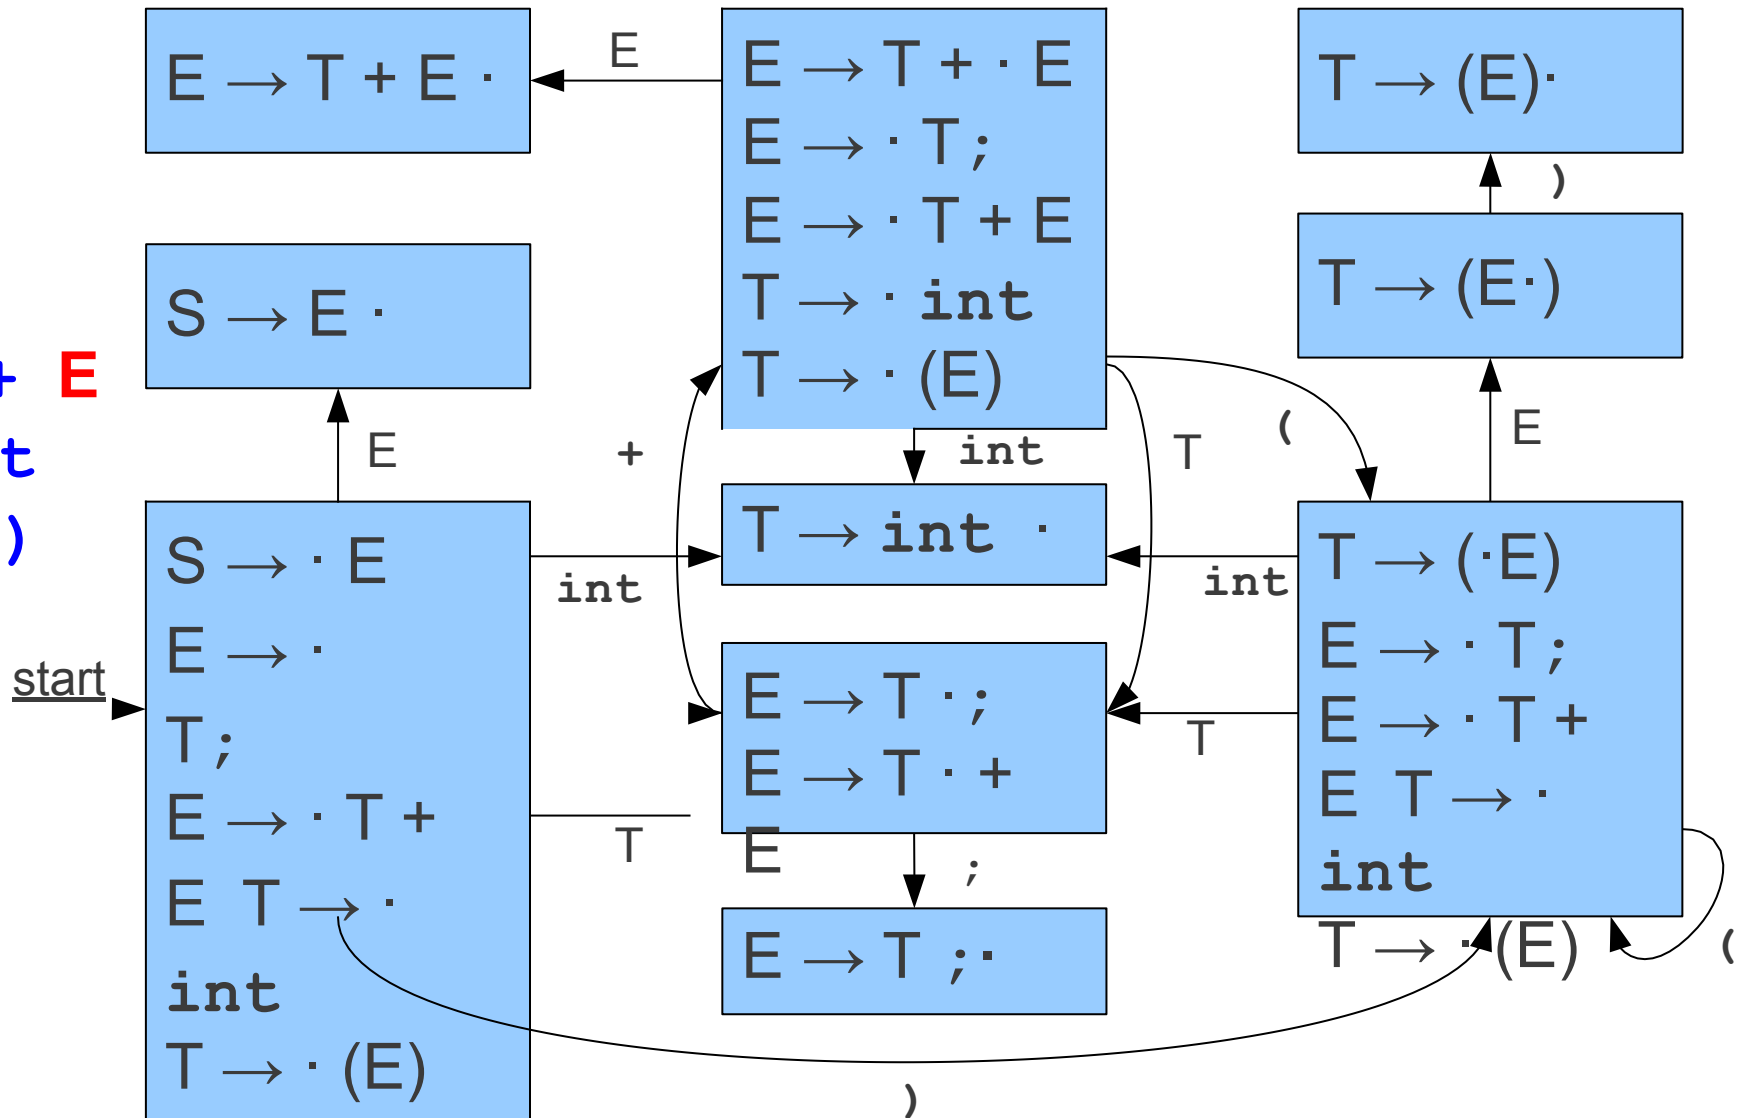 E → T + E ·
E
E → T + · E
E → · T ;
E → · T + E
T → · int
T → · (E)
T → (E)·
)
T → (E·)
S → E ·
+ E
t
)
E
+
int
T
(
E
T → int ·
int
int
start
S → · E
E → ·
T ;
E → · T +
E T → ·
int
T → · (E)
T
E → T · ;
E → T · +
E
;
E → T ; ·
T
T → (·E)
E → · T ;
E → · T +
E T → ·
int
T → · (E)
(
)